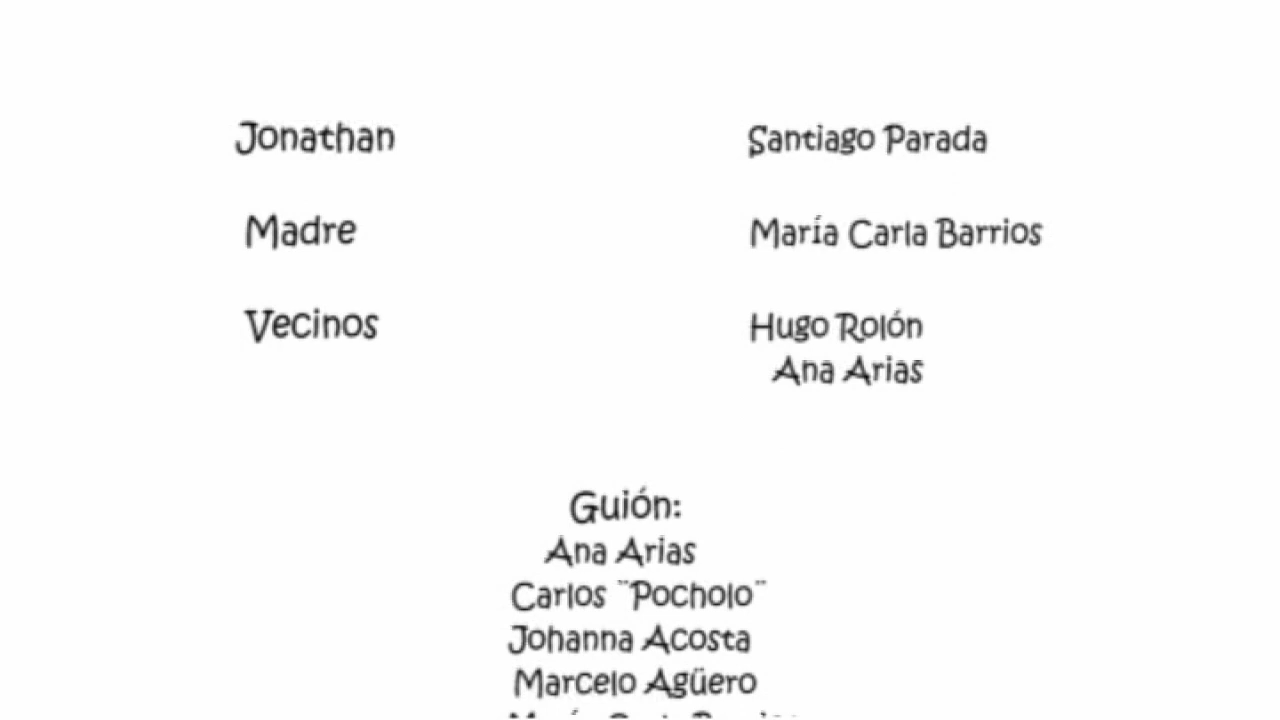 Jonathan Santiago Parada
Madre María Carla Barrios
Vecinos Hugo Rolón
Ana Arias
Guión:
Ana Arias
Carlos ¨Pocholo¨
Johanna Acosta
Marcelo Agüero